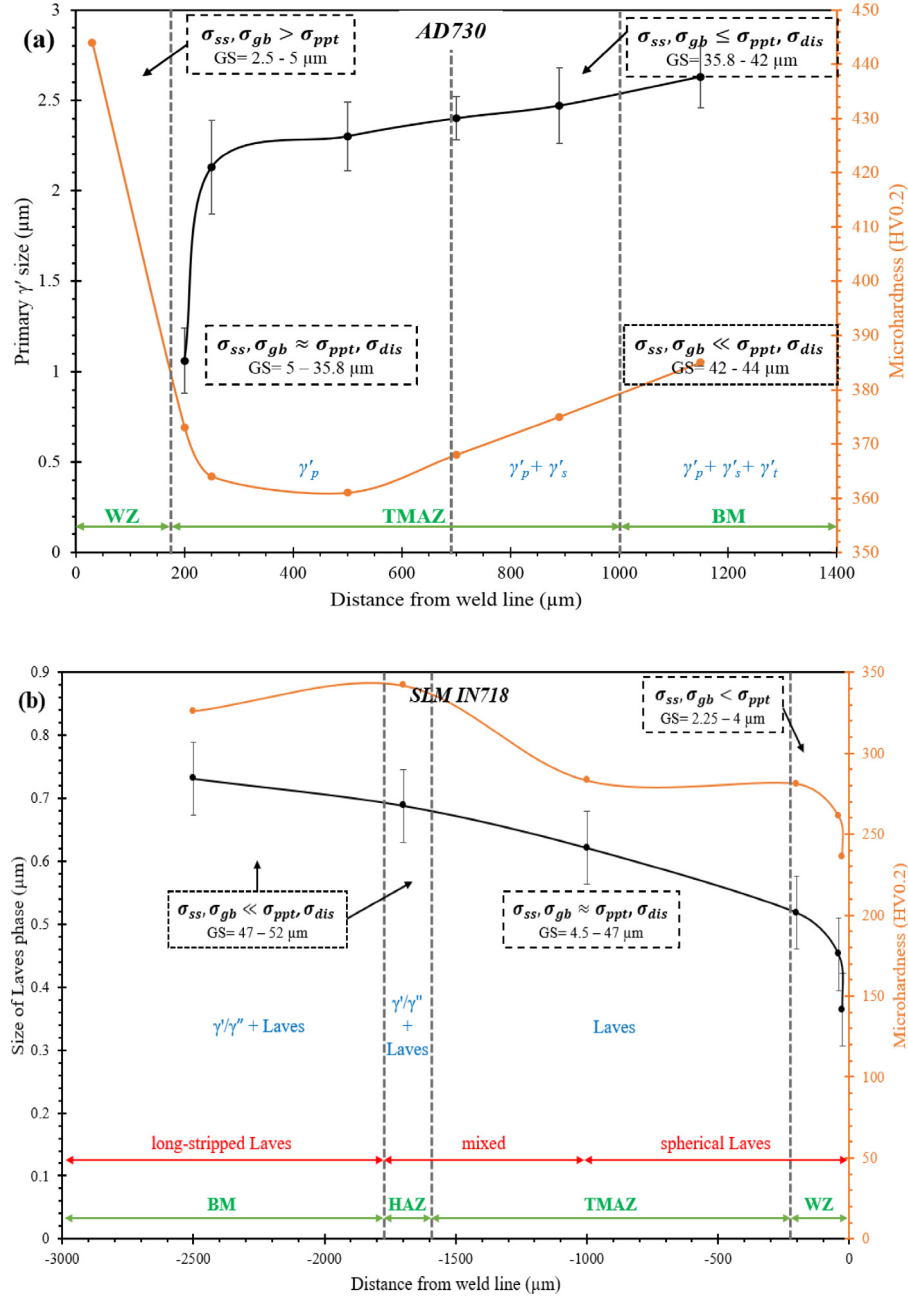 (a)
AD730
σss, σgb > σppt
GS= 2.5 - 5 µm
σss, σgb ≤ σppt, σdis
GS= 35.8 - 42 µm
σss, σgb ≈ σppt, σdis
GS= 5 – 35.8 µm
σss, σgb ≪ σppt, σdis
GS= 42 - 44 µm
γ′p
γ′p+ γ′s
γ′p + γ′s + γ′t
WZ
TMAZ
BM
3
2.5
2
1.5
1
0.5
0
Primary γ′ size (µm)
450
440
430
420
410
400
390
380
370
360
350
Microhardness (HV0.2)
0 200 400 600 800 1000 1200 1400
Distance from weld line (µm)
(b)
SLM IN718
σss, σgb < σppt
GS= 2.25 – 4 µm
σss, σgb ≪ σppt, σdis
GS= 47 – 52 µm
σss, σgb ≈ σppt, σdis
GS= 4.5 – 47 µm
γ'/γ'' + Laves
γ'/γ''
+
Laves
Laves
long-stripped Laves
mixed
spherical Laves
BM
HAZ
TMAZ
WZ
0.9
0.8
0.7
0.6
0.5
0.4
0.3
0.2
0.1
0
Size of Laves phase (µm)
350
300
250
200
150
100
50
0
Microhardness (HV0.2)
-3000 -2500 -2000 -1500 -1000 -500 0
Distance from weld line (µm)